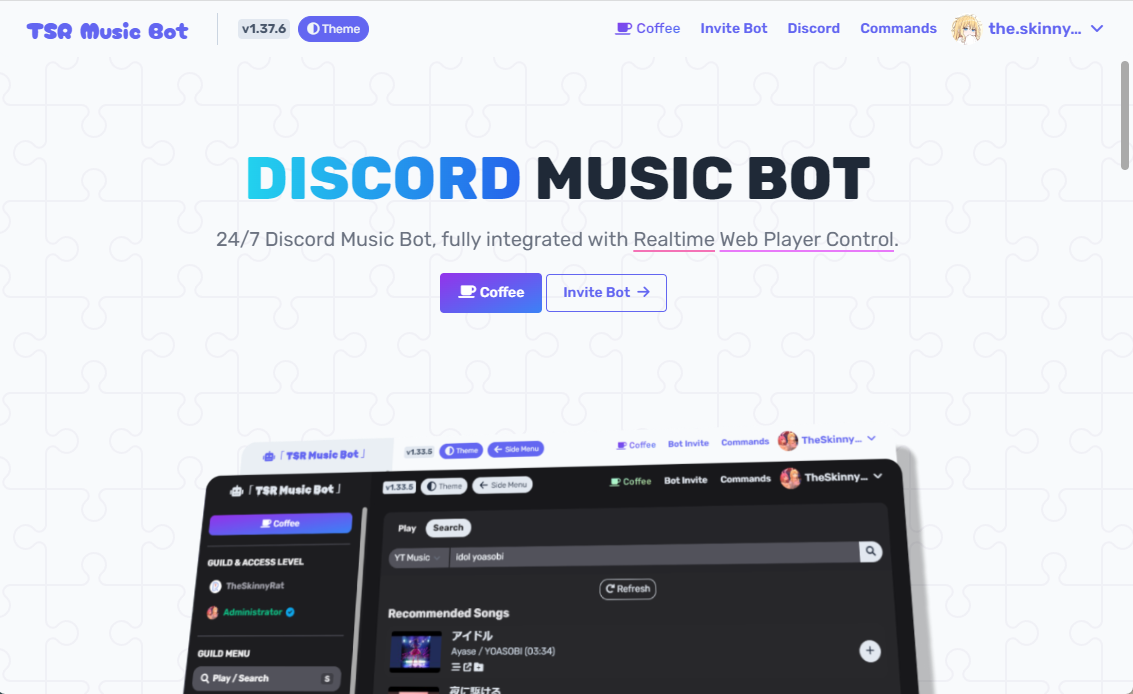 TSR Music Bot v1.37.6 Theme Coffee Invite Bot Discord Commands the.skinny...
DISCORD MUSIC BOT
24/7 Discord Music Bot, fully integrated with Realtime Web Player Control.
Coffee Invite Bot →
「 TSR Music Bot 」 v1.33.5 Theme ← Side Menu Coffee Bot Invite Commands TheSkinny...
「 TSR Music Bot 」 v1.33.5 Theme ← Side Menu Coffee Bot Invite Commands TheSkinny...
Coffee
Play Search
YT Music idol yoasobi
GUILD & ACCESS LEVEL
TheSkinnyRat
Refresh
Administrator
Recommended Songs
アイドル
Ayase / YOASOBI (03:34)
GUILD MENU
Play / Search S
夜に駆ける